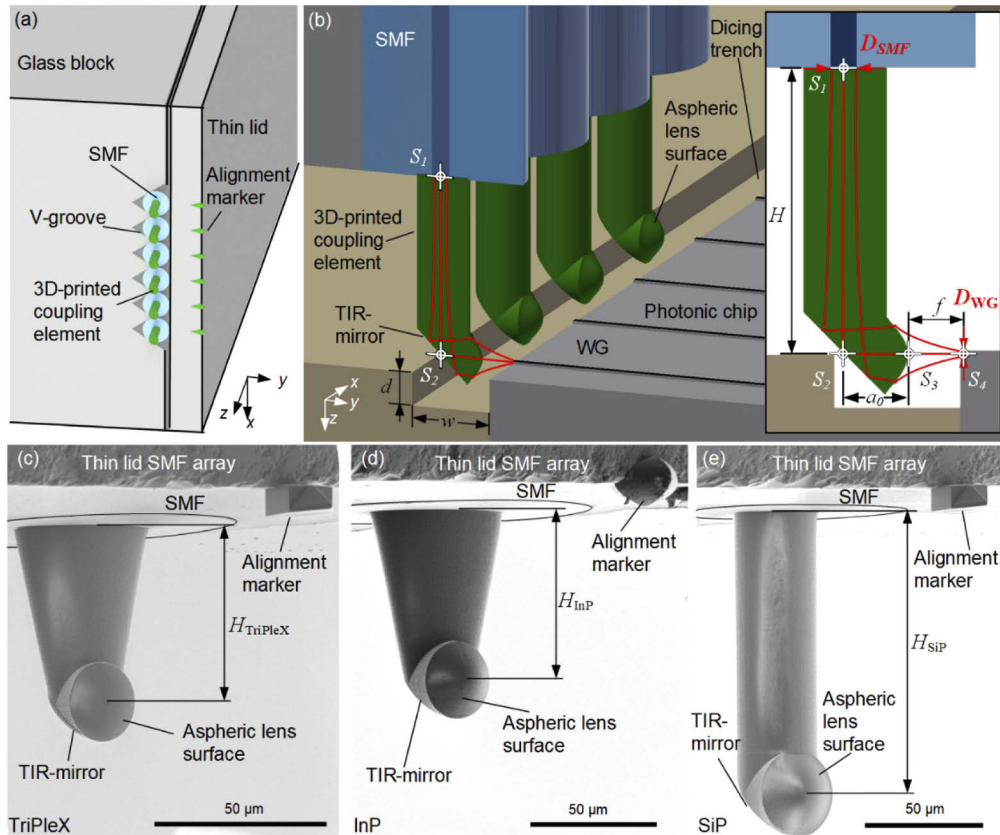 (a)
Glass block
SMF
V-groove
3D-printed
coupling
element
Thin lid
Alignment
marker
y
z
x
(b)
SMF
Dicing
trench
Aspheric
lens
surface
S1
3D-printed
coupling
element
TIR-
mirror
S2
Photonic chip
WG
d
w
x
y
z
DSMF
S1
H
f
DWG
S2
S3
S4
a0
(c)
Thin lid SMF array
SMF
Alignment
marker
HTriPleX
Aspheric lens
surface
TIR-mirror
50 µm
TriPleX
(d)
Thin lid SMF array
SMF
Alignment
marker
HInP
Aspheric lens
surface
TIR-mirror
50 µm
InP
(e)
Thin lid SMF array
SMF
Alignment
marker
HSiP
TIR-
mirror
Aspheric
lens
surface
50 µm
SiP